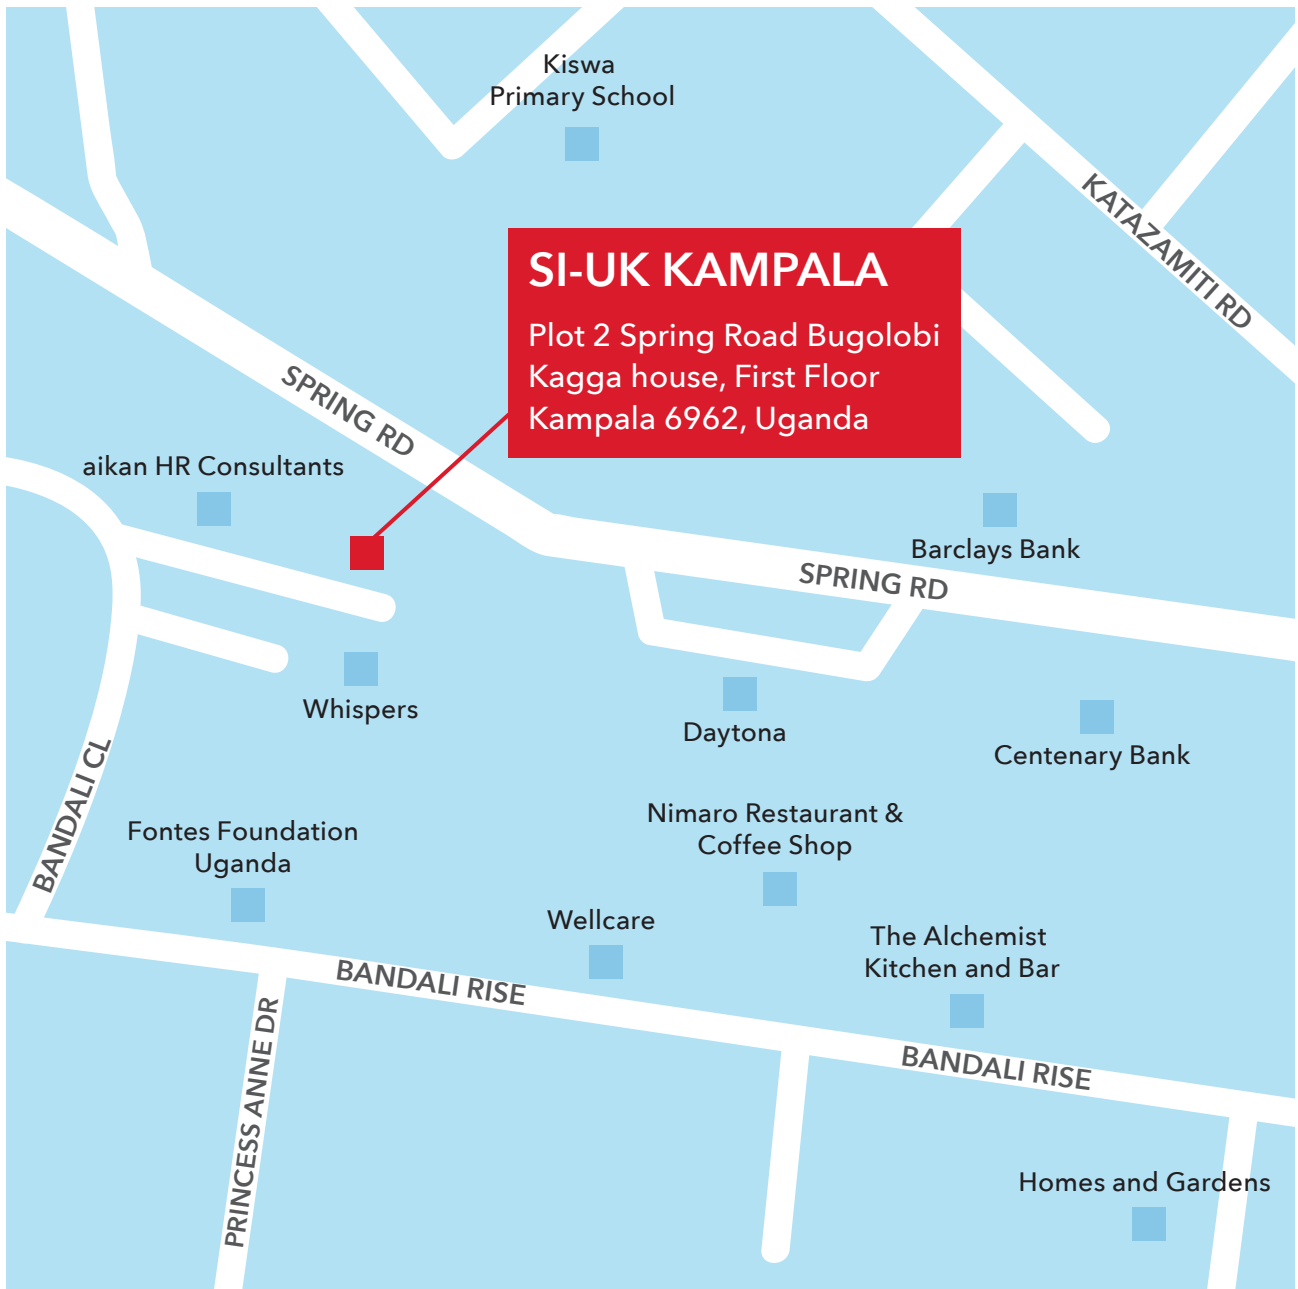 Kiswa
Primary School
KATAZAMITI RD
SI-UK KAMPALA
Plot 2 Spring Road Bugolobi
Kagga house, First Floor
Kampala 6962, Uganda
SPRING RD
aikan HR Consultants
Barclays Bank
SPRING RD
Whispers
Daytona
Centenary Bank
BANDALI CL
Fontes Foundation
Uganda
Nimaro Restaurant &
Coffee Shop
Wellcare
The Alchemist
Kitchen and Bar
BANDALI RISE
PRINCESS ANNE DR
BANDALI RISE
Homes and Gardens